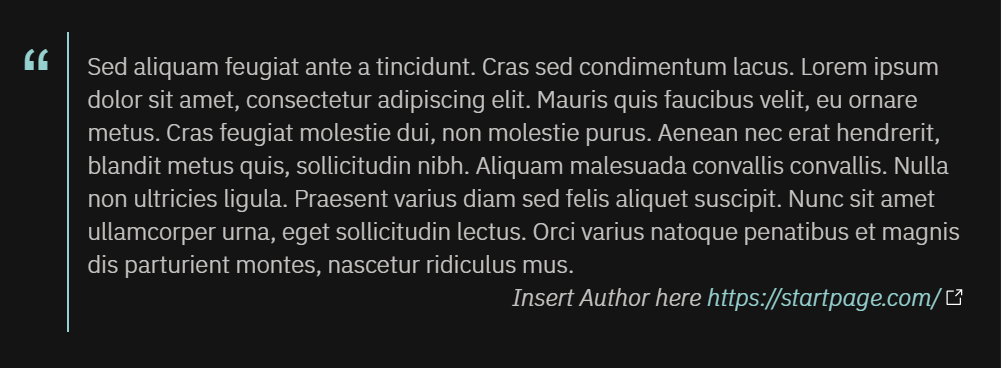 “
Sed aliquam feugiat ante a tincidunt. Cras sed condimentum lacus. Lorem ipsum
dolor sit amet, consectetur adipiscing elit. Mauris quis faucibus velit, eu ornare
metus. Cras feugiat molestie dui, non molestie purus. Aenean nec erat hendrerit,
blandit metus quis, sollicitudin nibh. Aliquam malesuada convallis convallis. Nulla
non ultricies ligula. Praesent varius diam sed felis aliquet suscipit. Nunc sit amet
ullamcorper urna, eget sollicitudin lectus. Orci varius natoque penatibus et magnis
dis parturient montes, nascetur ridiculus mus.
Insert Author here https://startpage.com/